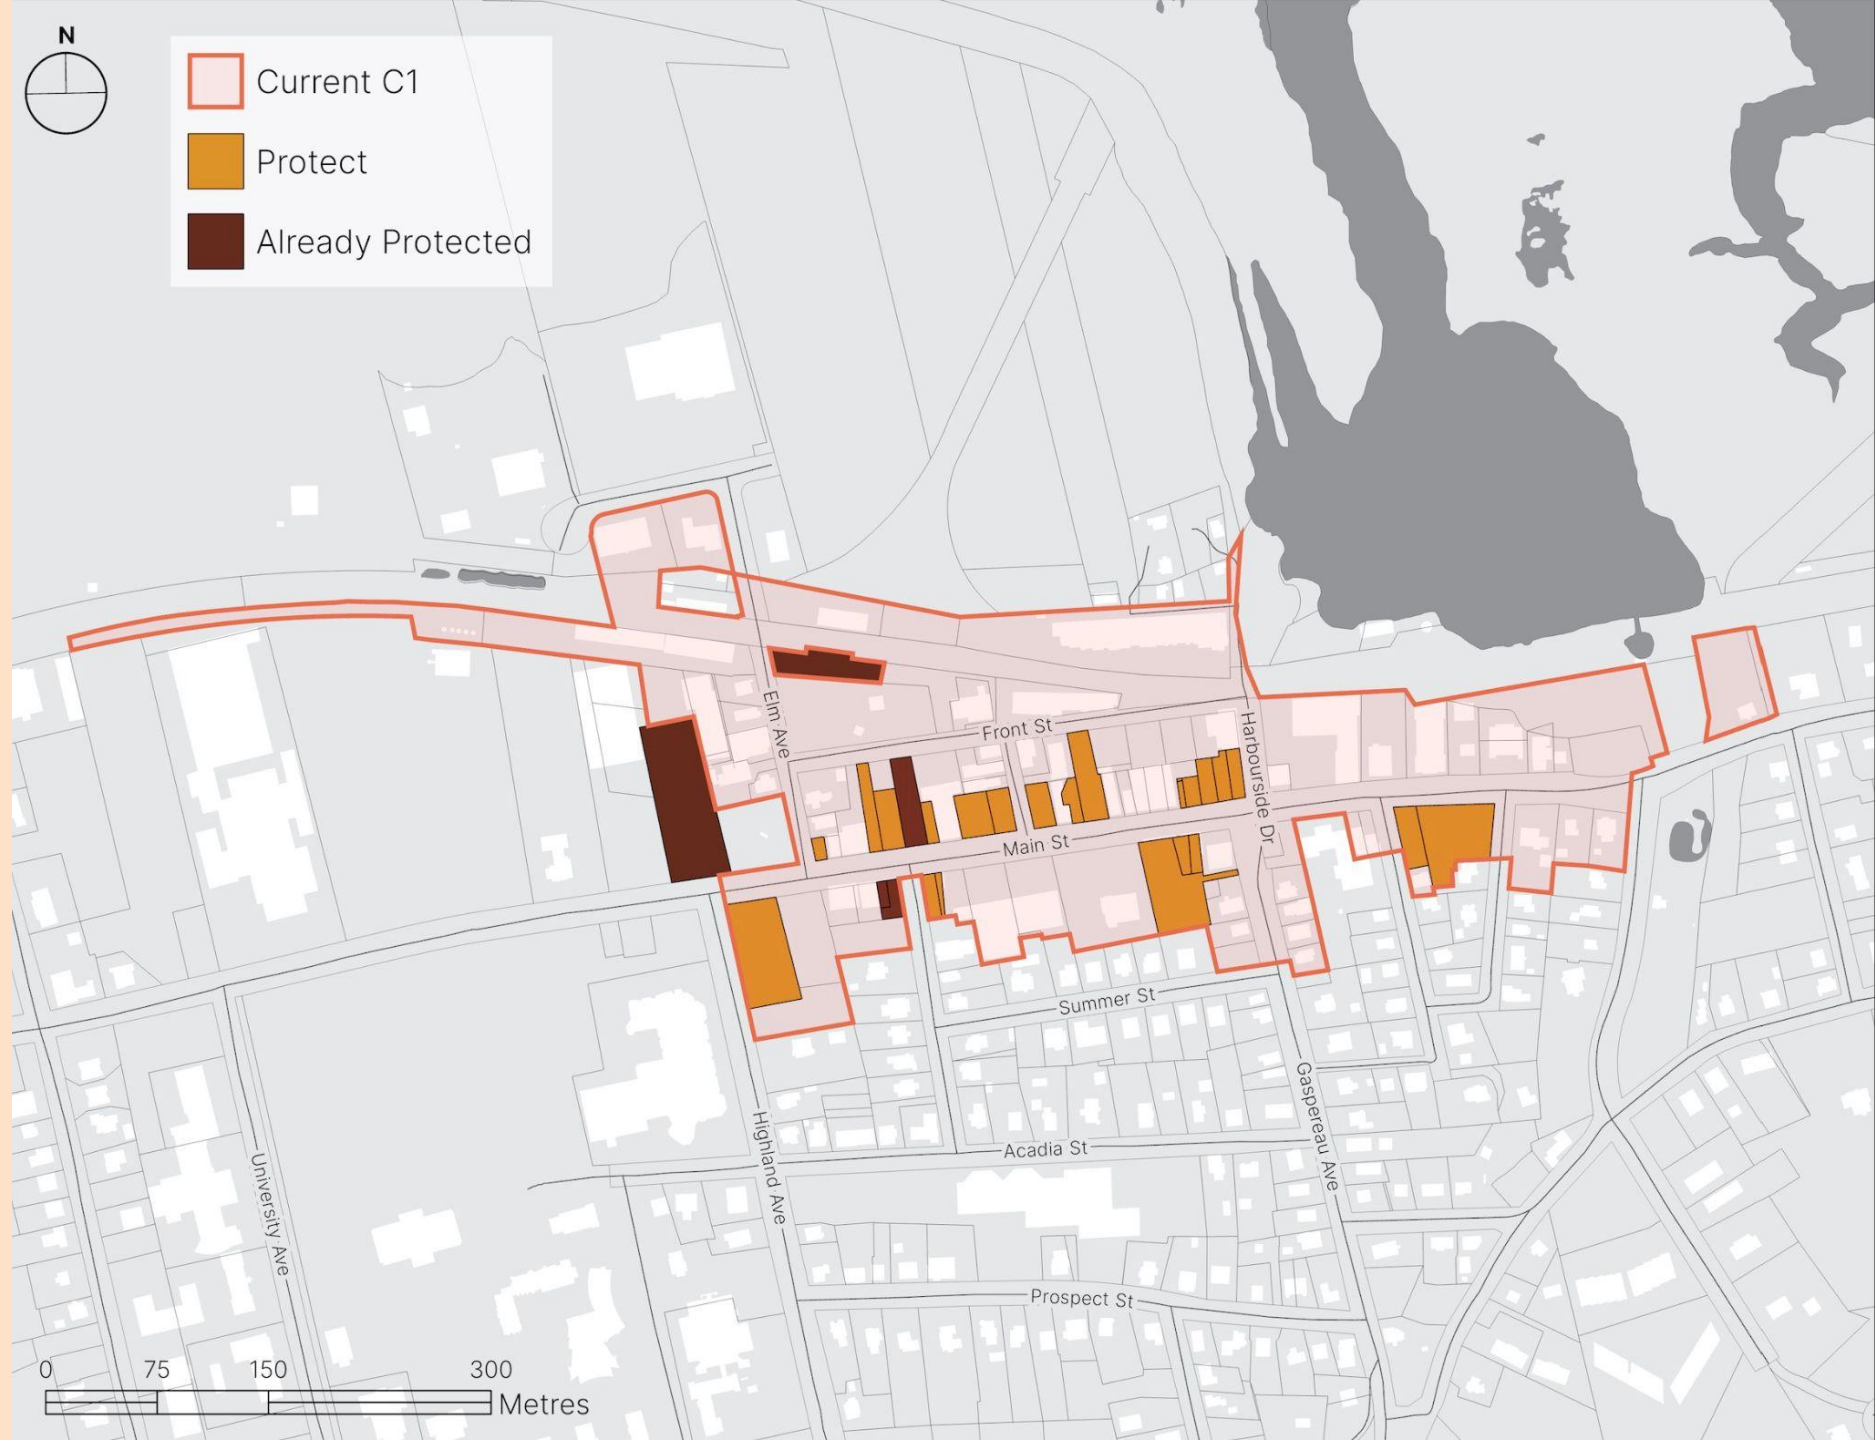 N
Current C1
Protect
Already Protected
Elm Ave
Front St
Harbourside Dr
Main St
Summer St
Gaspereau Ave
Highland Ave
Acadia St
University Ave
Prospect St
0 75 150 300
Metres